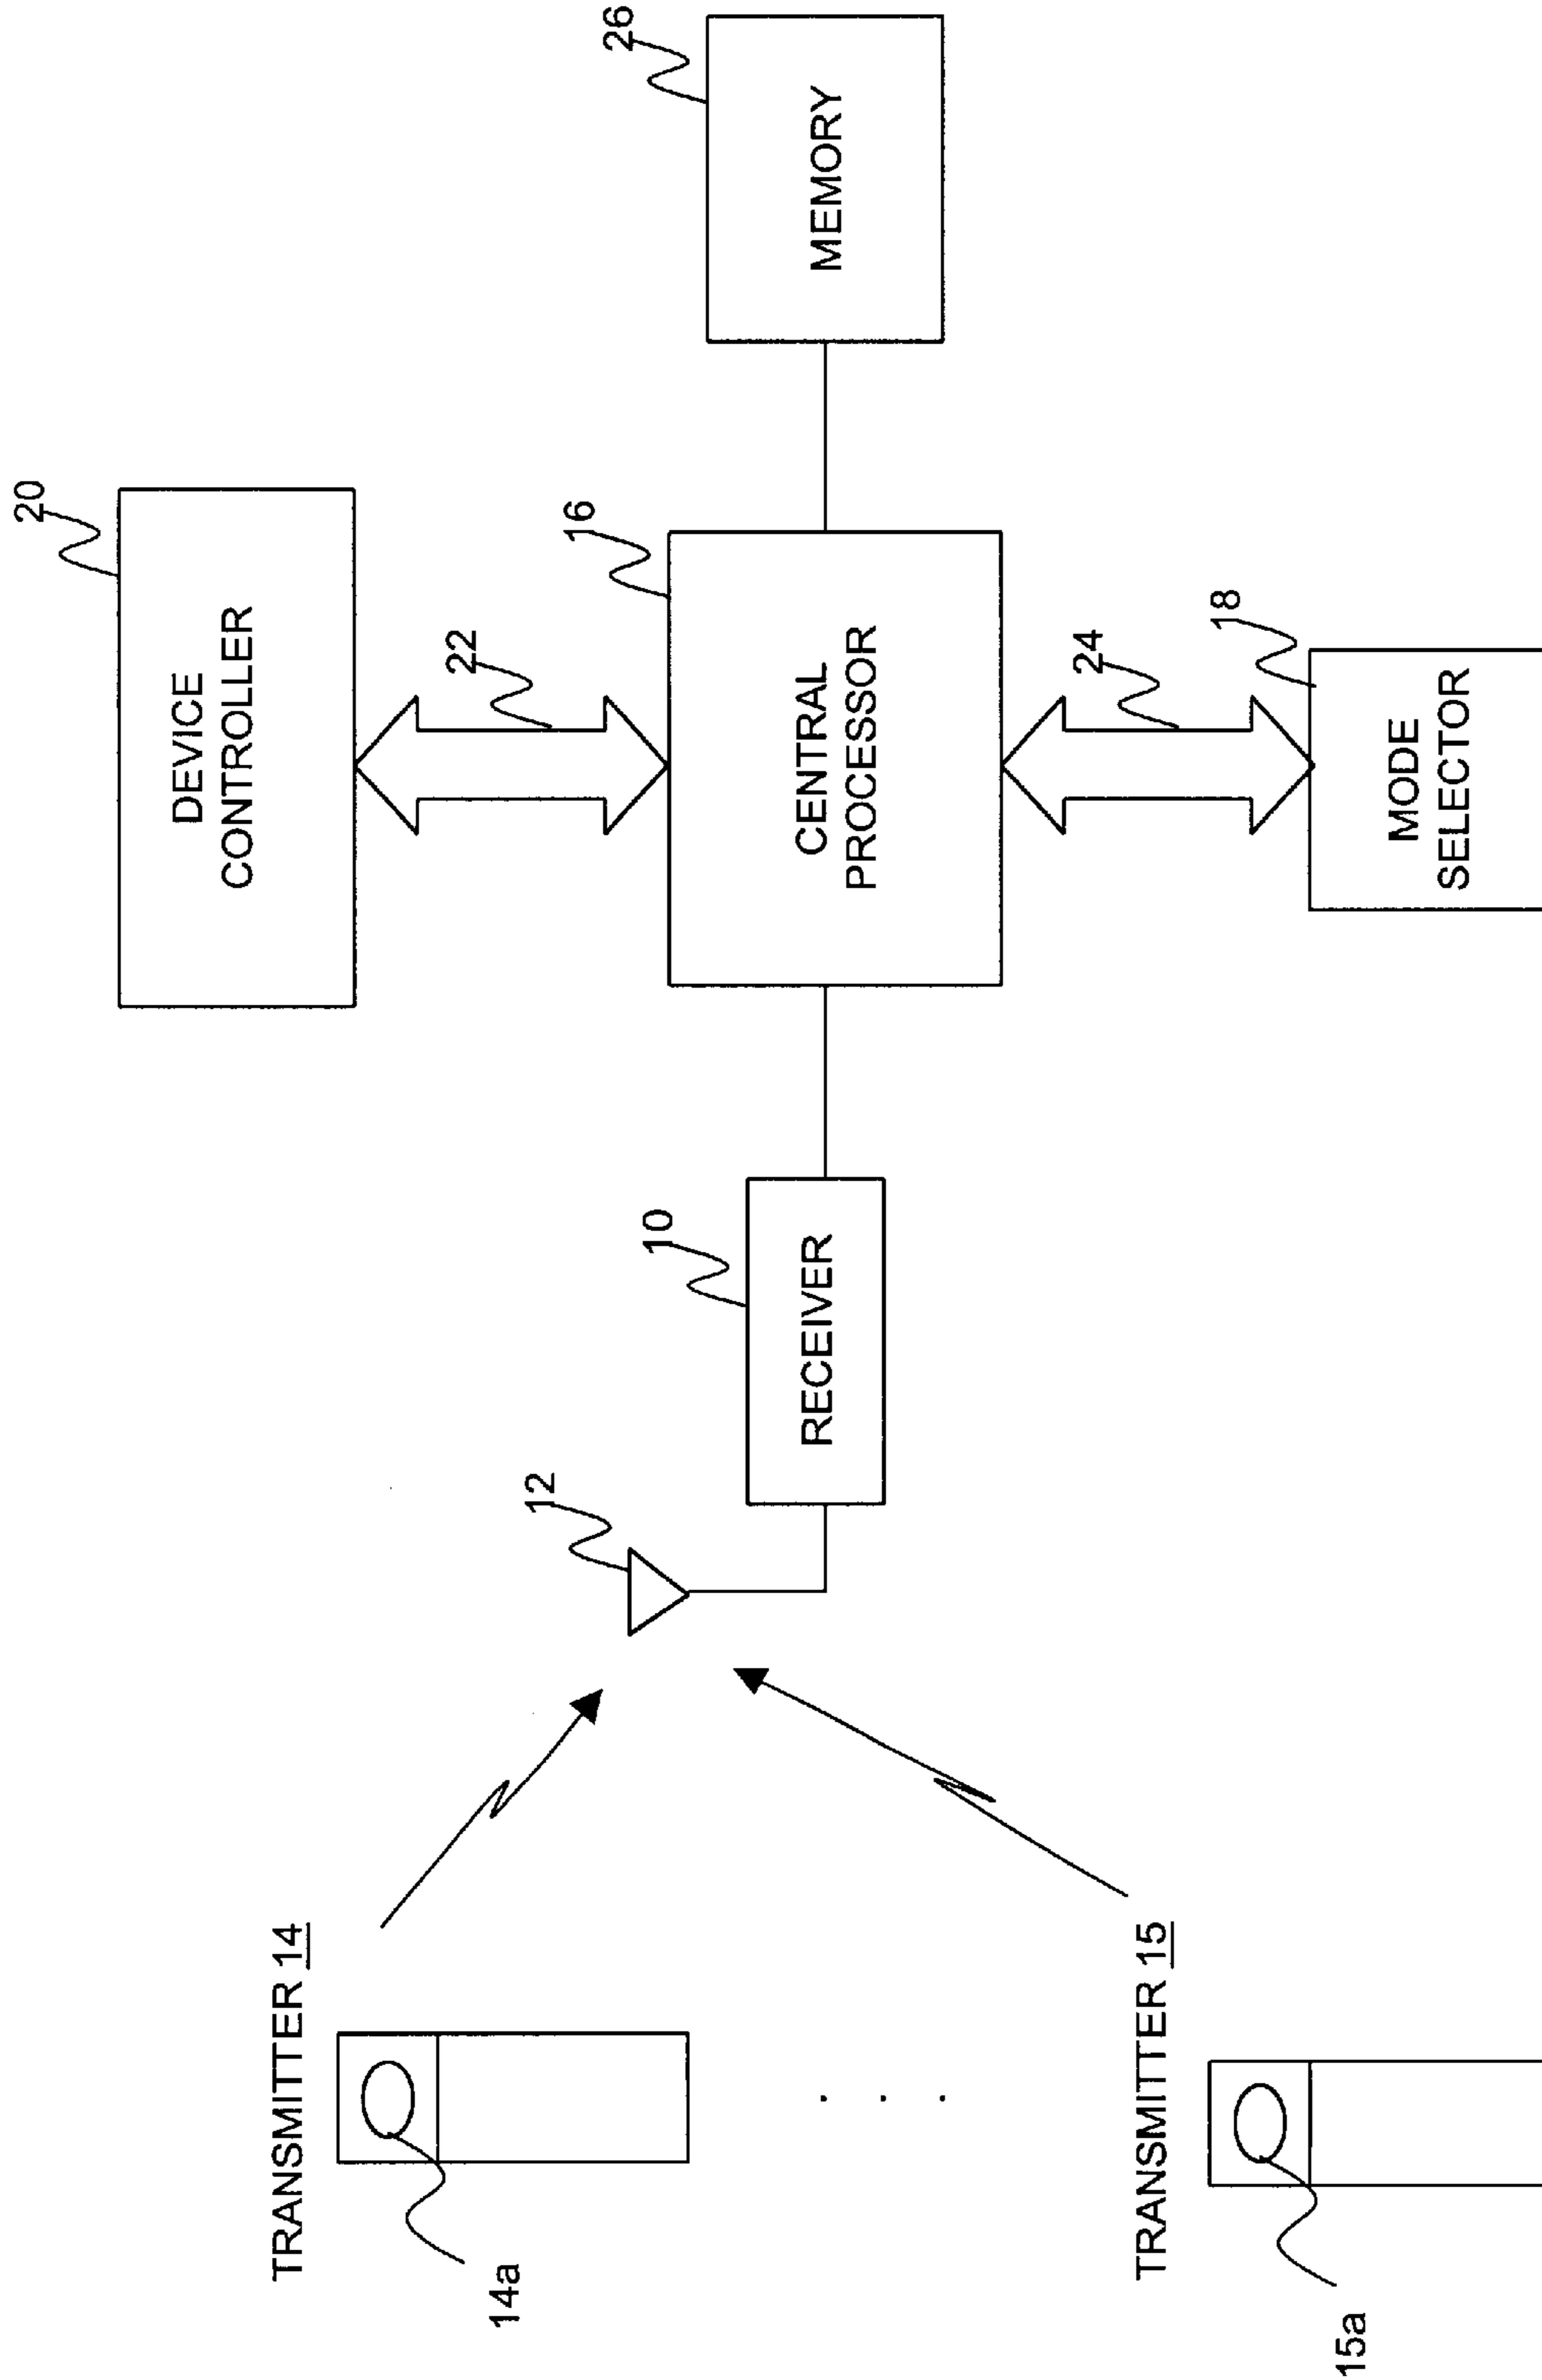 20
DEVICE
CONTROLLER
22
26
MEMORY
16
CENTRAL
PROCESSOR
24
18
MODE
SELECTOR
10
RECEIVER
12
TRANSMITTER 14
14a
. . .
TRANSMITTER 15
15a